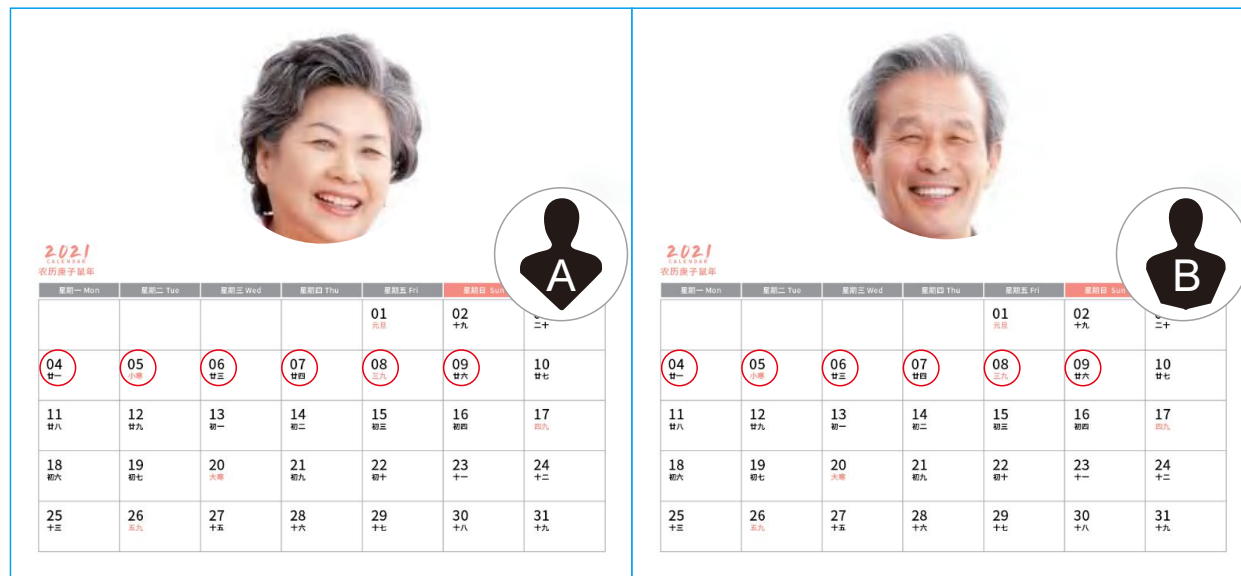 2021
CALENDAR
农历庚子鼠年
A
星期一 Mon 星期二 Tue 星期三 Wed 星期四 Thu 星期五 Fri 星期日 Sun
01 02
元旦 十九 二十
04 05 06 07 08 09 10
廿一 小寒 廿三 廿四 三九 廿六 廿七
11 12 13 14 15 16 17
廿八 廿九 初一 初二 初三 初四 四九
18 19 20 21 22 23 24
初六 初七 大寒 初九 初十 十一 十二
25 26 27 28 29 30 31
十三 五九 十五 十六 十七 十八 十九
2021
CALENDAR
农历庚子鼠年
B
星期一 Mon 星期二 Tue 星期三 Wed 星期四 Thu 星期五 Fri 星期日 Sun
01 02
元旦 十九 二十
04 05 06 07 08 09 10
廿一 小寒 廿三 廿四 三九 廿六 廿七
11 12 13 14 15 16 17
廿八 廿九 初一 初二 初三 初四 四九
18 19 20 21 22 23 24
初六 初七 大寒 初九 初十 十一 十二
25 26 27 28 29 30 31
十三 五九 十五 十六 十七 十八 十九